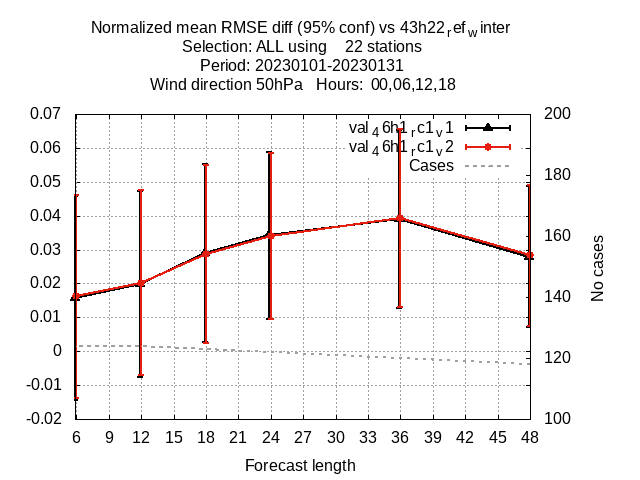 Normalized mean RMSE diff (95% conf) vs 43h22refwinter
Selection: ALL using 22 stations
Period: 20230101-20230131
Wind direction 50hPa Hours: 00,06,12,18
0.07
0.06
0.05
0.04
0.03
0.02
0.01
0
-0.01
-0.02
200
180
160
140
120
100
val46h1rc1v1
val46h1rc1v2
Cases
No cases
6 9 12 15 18 21 24 27 30 33 36 39 42 45 48
Forecast length